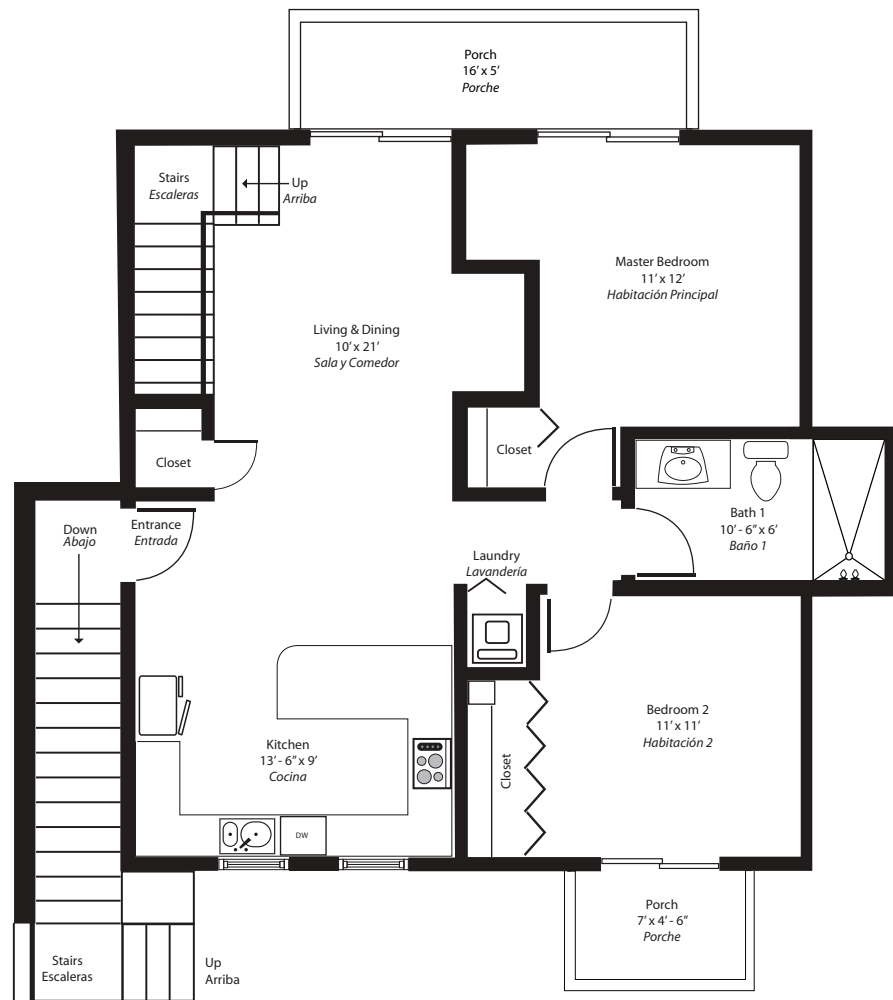 Porch
16’ x 5’
Porche
Stairs
Escaleras
Up
Arriba
Master Bedroom
11’ x 12’
Habitación Principal
Living & Dining
10’ x 21’
Sala y Comedor
Closet
Closet
Bath 1
10’ - 6” x 6’
Baño 1
Down
Abajo
Entrance
Entrada
Laundry
Lavandería
Bedroom 2
11’ x 11’
Habitación 2
Kitchen
13’ - 6” x 9’
Cocina
Closet
DW
Porch
7’ x 4’ - 6”
Porche
Stairs
Escaleras
Up
Arriba